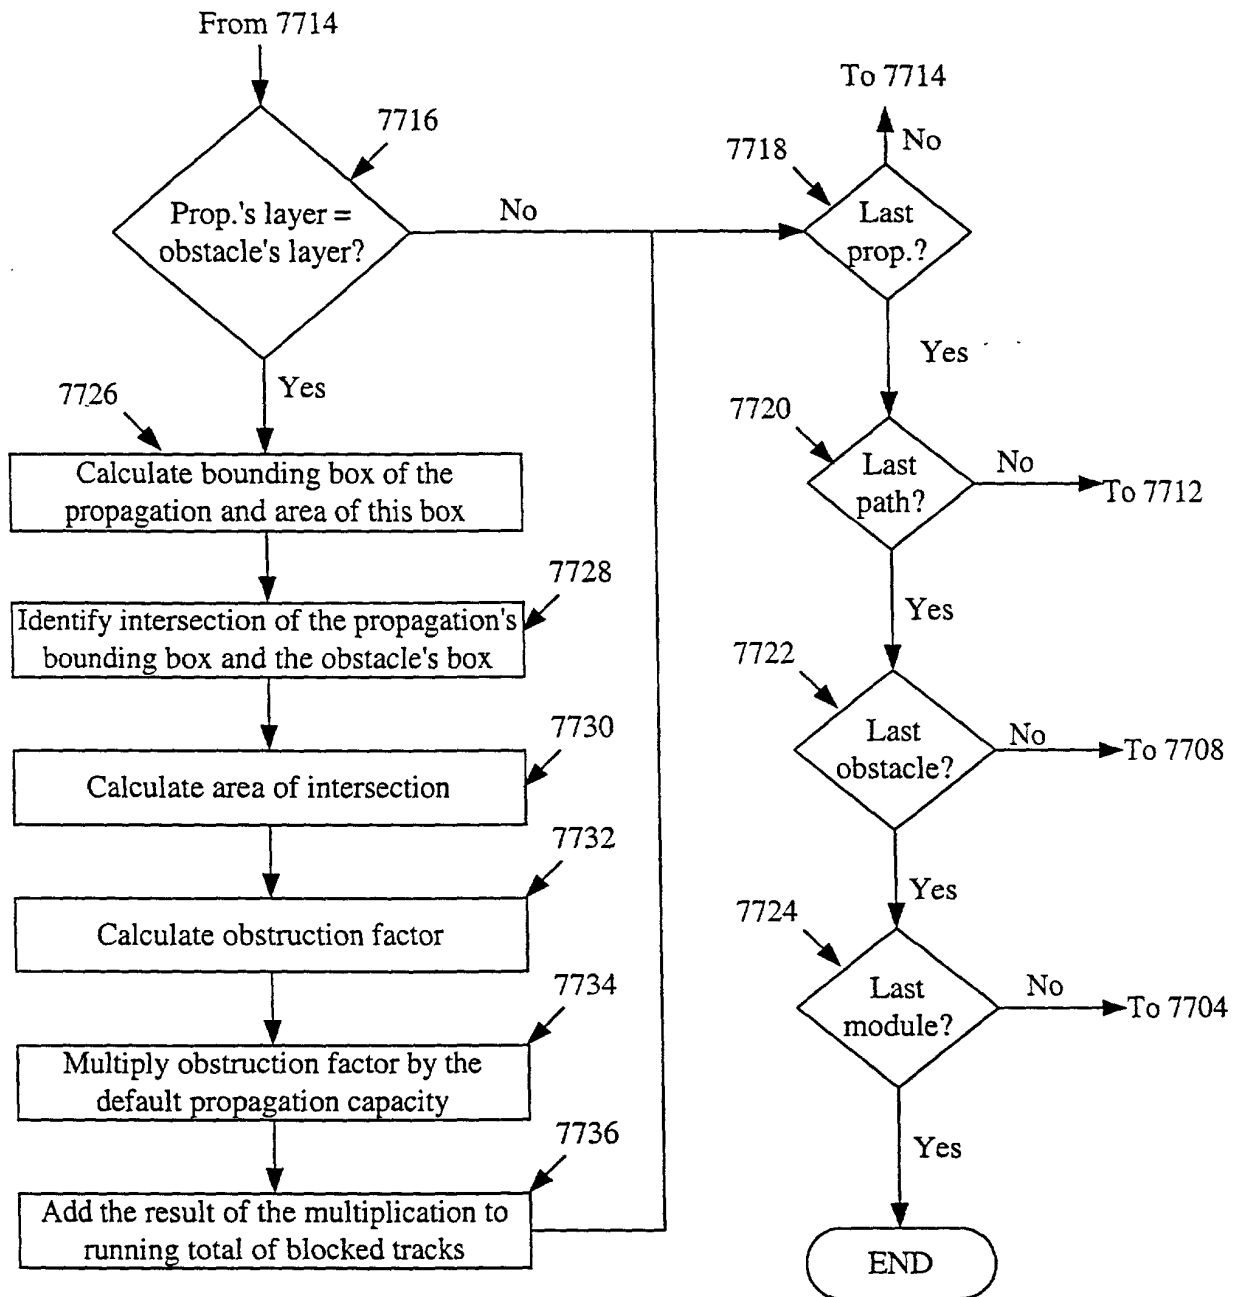 From 7714
7716
Prop.'s layer =
obstacle's layer?
No
Yes
7726
Calculate bounding box of the
propagation and area of this box
7728
Identify intersection of the propagation's
bounding box and the obstacle's box
7730
Calculate area of intersection
7732
Calculate obstruction factor
7734
Multiply obstruction factor by the
default propagation capacity
7736
Add the result of the multiplication to
running total of blocked tracks
To 7714
No
7718
Last
prop.?
Yes
7720
Last
path?
No
To 7712
Yes
7722
Last
obstacle?
No
To 7708
Yes
7724
Last
module?
No
To 7704
Yes
END